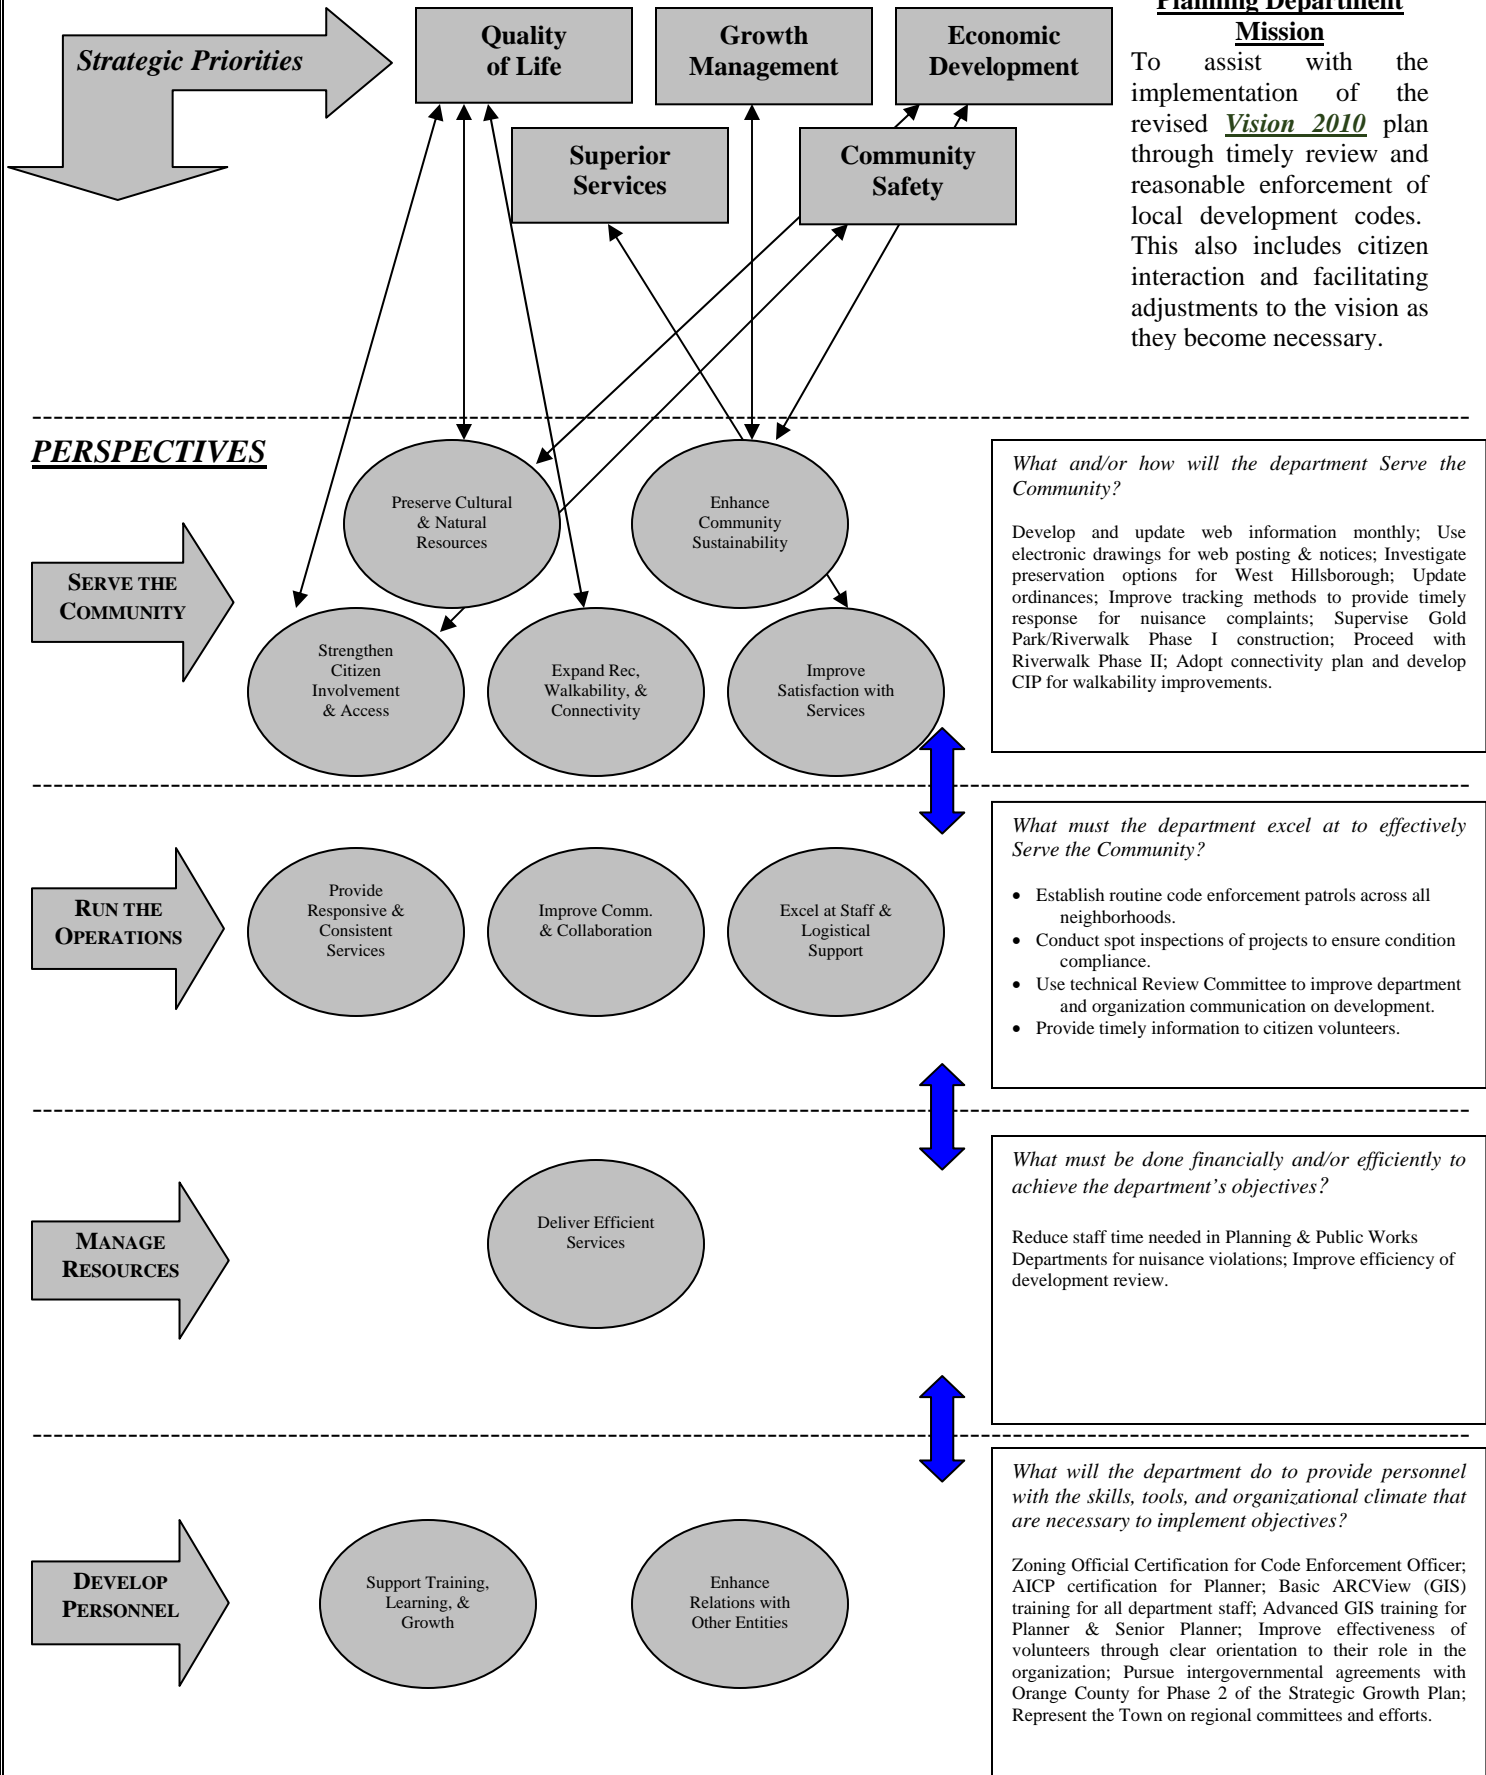 Planning Department
Mission
Strategic Priorities
Quality
of Life
Growth
Management
Economic
Development
Superior
Services
Community
Safety
To assist with the
implementation of the
revised Vision 2010 plan
through timely review and
reasonable enforcement of
local development codes.
This also includes citizen
interaction and facilitating
adjustments to the vision as
they become necessary.
PERSPECTIVES
SERVE THE
COMMUNITY
Preserve Cultural
& Natural
Resources
Enhance
Community
Sustainability
Strengthen
Citizen
Involvement
& Access
Expand Rec,
Walkability, &
Connectivity
Improve
Satisfaction with
Services
What and/or how will the department Serve the
Community?
Develop and update web information monthly; Use
electronic drawings for web posting & notices; Investigate
preservation options for West Hillsborough; Update
ordinances; Improve tracking methods to provide timely
response for nuisance complaints; Supervise Gold
Park/Riverwalk Phase I construction; Proceed with
Riverwalk Phase II; Adopt connectivity plan and develop
CIP for walkability improvements.
RUN THE
OPERATIONS
Provide
Responsive &
Consistent
Services
Improve Comm.
& Collaboration
Excel at Staff &
Logistical
Support
What must the department excel at to effectively
Serve the Community?
• Establish routine code enforcement patrols across all
neighborhoods.
• Conduct spot inspections of projects to ensure condition
compliance.
• Use technical Review Committee to improve department
and organization communication on development.
• Provide timely information to citizen volunteers.
MANAGE
RESOURCES
Deliver Efficient
Services
What must be done financially and/or efficiently to
achieve the department's objectives?
Reduce staff time needed in Planning & Public Works
Departments for nuisance violations; Improve efficiency of
development review.
DEVELOP
PERSONNEL
Support Training,
Learning, &
Growth
Enhance
Relations with
Other Entities
What will the department do to provide personnel
with the skills, tools, and organizational climate that
are necessary to implement objectives?
Zoning Official Certification for Code Enforcement Officer;
AICP certification for Planner; Basic ARCView (GIS)
training for all department staff; Advanced GIS training for
Planner & Senior Planner; Improve effectiveness of
volunteers through clear orientation to their role in the
organization; Pursue intergovernmental agreements with
Orange County for Phase 2 of the Strategic Growth Plan;
Represent the Town on regional committees and efforts.